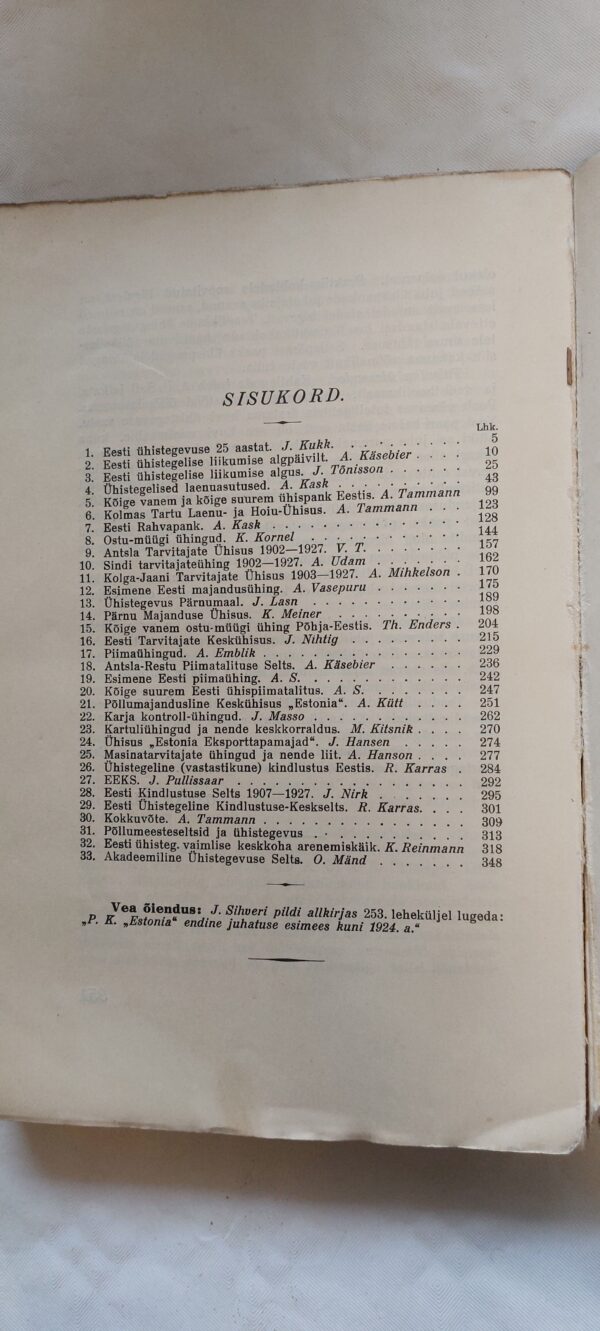 SISUKORD.
Lhk.
1. Eesti ühistegevuse 25 aastat. J. Kukk. . . . . . . . . . 5
2. Eesti ühistegelise liikumise algpäivilt. A. Käsebier . . . . 10
3. Eesti ühistegelise liikumise algus. J. Tõnisson . . . . . . 25
4. Ühistegelised laenuasutused. A. Kask . . . . . . . . . . 43
5. Kõige vanem ja kõige suurem ühispank Eestis. A. Tammann 99
6. Kolmas Tartu Laenu- ja Hoiu-Ühisus. A. Tammann . . . 123
7. Eesti Rahvapank. A. Kask . . . . . . . . . . . . . . . 128
8. Ostu-müügi ühingud. K. Kornel . . . . . . . . . . . . 144
9. Antsla Tarvitajate Ühisus 1902—1927. V. T. . . . . . . . 157
10. Sindi tarvitajateühing 1902—1927. A. Udam . . . . . . . 162
11. Kolga-Jaani Tarvitajate Ühisus 1903—1927. A. Mihkelson . 170
12. Esimene Eesti majandusühing. A. Vasepuru . . . . . . . 175
13. Ühistegevus Pärnumaal. J. Lasn . . . . . . . . . . . . 189
14. Pärnu Majanduse Ühisus. K. Meiner . . . . . . . . . . 198
15. Kõige vanem ostu-müügi ühing Põhja-Eestis. Th. Enders . 204
16. Eesti Tarvitajate Keskühisus. J. Nihtig . . . . . . . . . 215
17. Piimaühingud. A. Emblik . . . . . . . . . . . . . . . . 229
18. Antsla-Restu Piimatalituse Selts. A. Käsebier . . . . . . 236
19. Esimene Eesti piimaühing. A. S. . . . . . . . . . . . . 242
20. Kõige suurem Eesti ühispiimatalitus. A. S. . . . . . . . 247
21. Põllumajandusline Keskühisus „Estonia“. A. Kütt . . . . 251
22. Karja kontroll-ühingud. J. Masso . . . . . . . . . . . . 262
23. Kartuliühingud ja nende keskkorraldus. M. Kitsnik . . . . 270
24. Ühisus „Estonia Eksporttapamajad“. J. Hansen . . . . . 274
25. Masinatarvitajate ühingud ja nende liit. A. Hanson . . . . 277
26. Ühistegeline (vastastikune) kindlustus Eestis. R. Karras . 284
27. EEKS. J. Pullissaar . . . . . . . . . . . . . . . . . . 292
28. Eesti Kindlustuse Selts 1907—1927. J. Nirk . . . . . . . 295
29. Eesti Ühistegeline Kindlustuse-Keskselts. R. Karras. . . . 301
30. Kokkuvõte. A. Tammann . . . . . . . . . . . . . . . . 309
31. Põllumeesteseltsid ja ühistegevus . . . . . . . . . . . . 313
32. Eesti ühisteg. vaimlise keskkoha arenemiskäik. K. Reinmann 318
33. Akadeemiline Ühistegevuse Selts. O. Mänd . . . . . . . 348
Vea õiendus: J. Sihveri pildi allkirjas 253. leheküljel lugeda:
„P. K. „Estonia“ endine juhatuse esimees kuni 1924. a.“